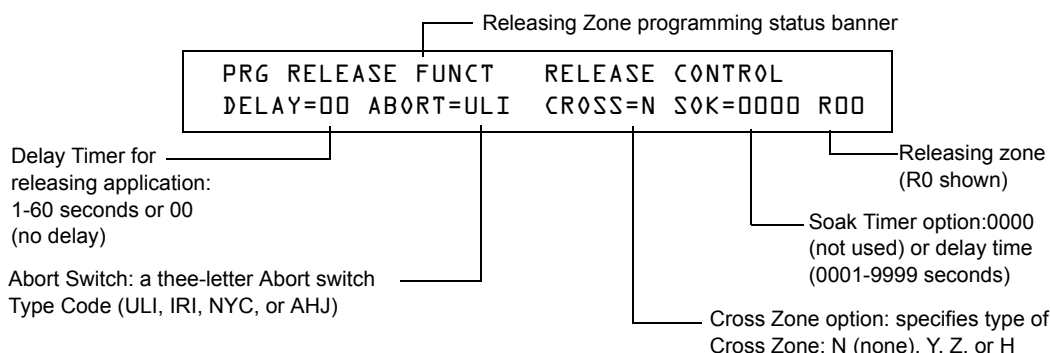 Releasing Zone programming status banner
PRG RELEASE FUNCT RELEASE CONTROL
DELAY=00 ABORT=ULI CROSS=N SOK=0000 R00
Delay Timer for
releasing application:
1-60 seconds or 00
(no delay)
Abort Switch: a thee-letter Abort switch
Type Code (ULI, IRI, NYC, or AHJ)
Releasing zone
(R0 shown)
Soak Timer option:0000
(not used) or delay time
(0001-9999 seconds)
Cross Zone option: specifies type of
Cross Zone: N (none), Y, Z, or H